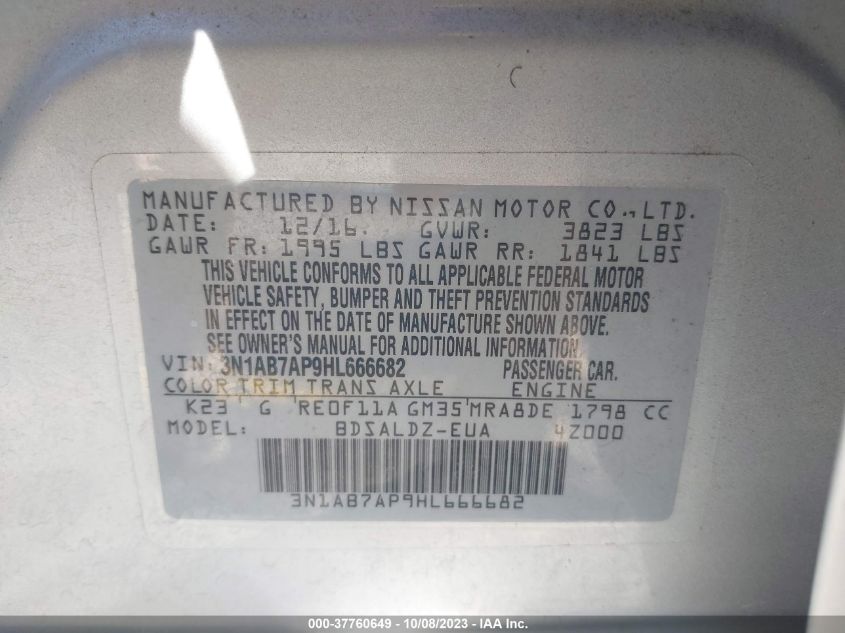 MANUFACTURED BY NISSAN MOTOR CO., LTD.
DATE: 12/16. GVWR: 3823 LBS
GAWR FR: 1995 LBS GAWR RR: 1841 LBS
THIS VEHICLE CONFORMS TO ALL APPLICABLE FEDERAL MOTOR
VEHICLE SAFETY, BUMPER AND THEFT PREVENTION STANDARDS
IN EFFECT ON THE DATE OF MANUFACTURE SHOWN ABOVE.
SEE OWNER'S MANUAL FOR ADDITIONAL INFORMATION.
VIN: 3N1AB7AP9HL666682 PASSENGER CAR.
COLOR TRIM TRANS AXLE ENGINE
K23 'G 'RE0F11A GM35'MRA8DE 1798 CC
MODEL: BDSALDZ-EUA 4Z000
3N1AB7AP9HL666682
000-37760649 | 10/08/2023 - Copyright © 2023 - IAA Inc.